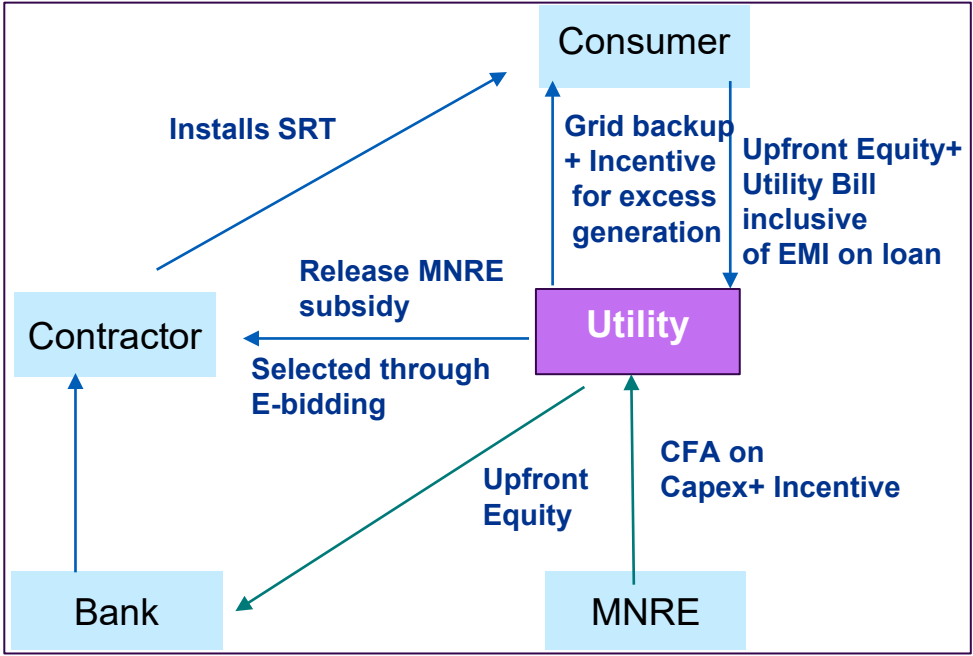 Consumer
Installs SRT
Grid backup
+ Incentive
for excess
generation
Upfront Equity+
Utility Bill
inclusive
of EMI on loan
Release MNRE
subsidy
Contractor
Utility
Selected through
E-bidding
Upfront
Equity
CFA on
Capex+ Incentive
Bank
MNRE